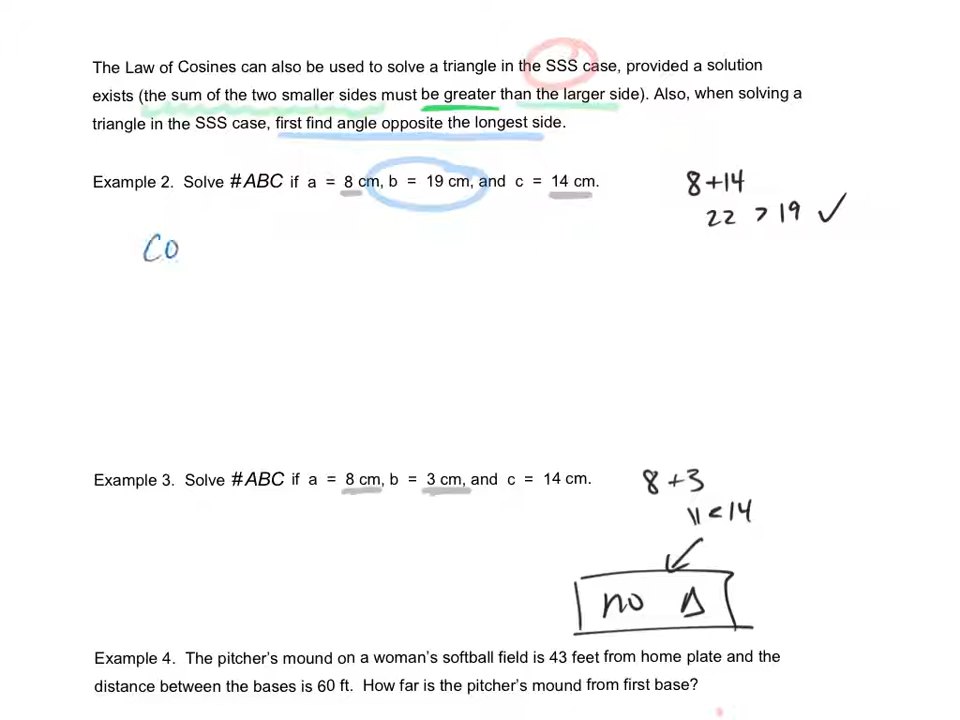 The Law of Cosines can also be used to solve a triangle in the SSS case, provided a solution
exists (the sum of the two smaller sides must be greater than the larger side). Also, when solving a
triangle in the SSS case, first find angle opposite the longest side.
Example 2. Solve #ABC if a = 8 cm, b = 19 cm, and c = 14 cm.
8+14
22 > 19 ✓
CO
Example 3. Solve #ABC if a = 8 cm, b = 3 cm, and c = 14 cm.
8+3
11 < 14
no Δ
Example 4. The pitcher's mound on a woman's softball field is 43 feet from home plate and the
distance between the bases is 60 ft. How far is the pitcher's mound from first base?